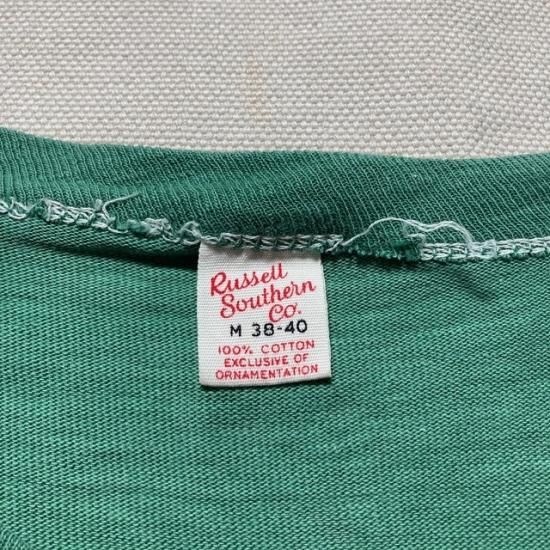 Russell
Southern
Co.
M 38-40
100% COTTON
EXCLUSIVE OF
ORNAMENTATION